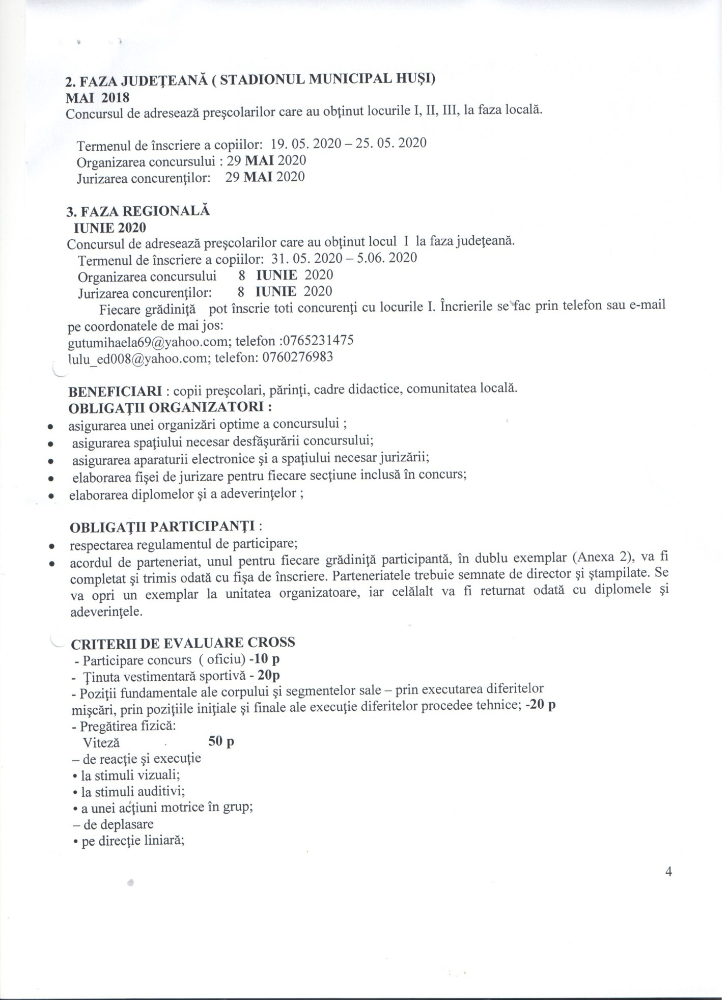 2. FAZA JUDEŢEANĂ ( STADIONUL MUNICIPAL HUŞI)
MAI 2018
Concursul de adresează preşcolarilor care au obţinut locurile I, II, III, la faza locală.
Termenul de înscriere a copiilor: 19. 05. 2020 – 25. 05. 2020
Organizarea concursului : 29 MAI 2020
Jurizarea concurenţilor: 29 MAI 2020
3. FAZA REGIONALĂ
IUNIE 2020
Concursul de adresează preşcolarilor care au obţinut locul I la faza judeţeană.
Termenul de înscriere a copiilor: 31. 05. 2020 – 5.06. 2020
Organizarea concursului 8 IUNIE 2020
Jurizarea concurenţilor: 8 IUNIE 2020
Fiecare grădiniţă pot înscrie toti concurenţi cu locurile I. Încrierile se fac prin telefon sau e-mail
pe coordonatele de mai jos:
gutumihaela69@yahoo.com; telefon :0765231475
lulu_ed008@yahoo.com; telefon: 0760276983
BENEFICIARI : copii preşcolari, părinţi, cadre didactice, comunitatea locală.
OBLIGAŢII ORGANIZATORI :
• asigurarea unei organizări optime a concursului ;
• asigurarea spaţiului necesar desfăşurării concursului;
• asigurarea aparaturii electronice şi a spaţiului necesar jurizării;
• elaborarea fişei de jurizare pentru fiecare secţiune inclusă în concurs;
• elaborarea diplomelor şi a adeverinţelor ;
OBLIGAŢII PARTICIPANŢI :
• respectarea regulamentul de participare;
• acordul de parteneriat, unul pentru fiecare grădiniţă participantă, în dublu exemplar (Anexa 2), va fi
completat şi trimis odată cu fişa de înscriere. Parteneriatele trebuie semnate de director şi ştampilate. Se
va opri un exemplar la unitatea organizatoare, iar celălalt va fi returnat odată cu diplomele şi
adeverinţele.
CRITERII DE EVALUARE CROSS
- Participare concurs ( oficiu) -10 p
- Ţinuta vestimentară sportivă - 20p
- Poziţii fundamentale ale corpului şi segmentelor sale – prin executarea diferitelor
mişcări, prin poziţiile iniţiale şi finale ale execuţie diferitelor procedee tehnice; -20 p
- Pregătirea fizică:
Viteză 50 p
– de reacţie şi execuţie
• la stimuli vizuali;
• la stimuli auditivi;
• a unei acţiuni motrice în grup;
– de deplasare
• pe direcţie liniară;
4